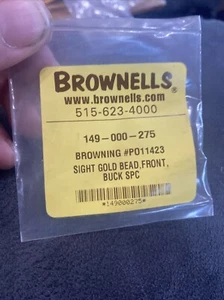 BROWNELLS®
www.brownells.com
515-623-4000
149-000-275
BROWNING #PO11423
SIGHT GOLD BEAD,FRONT,
BUCK SPC
*149000275*